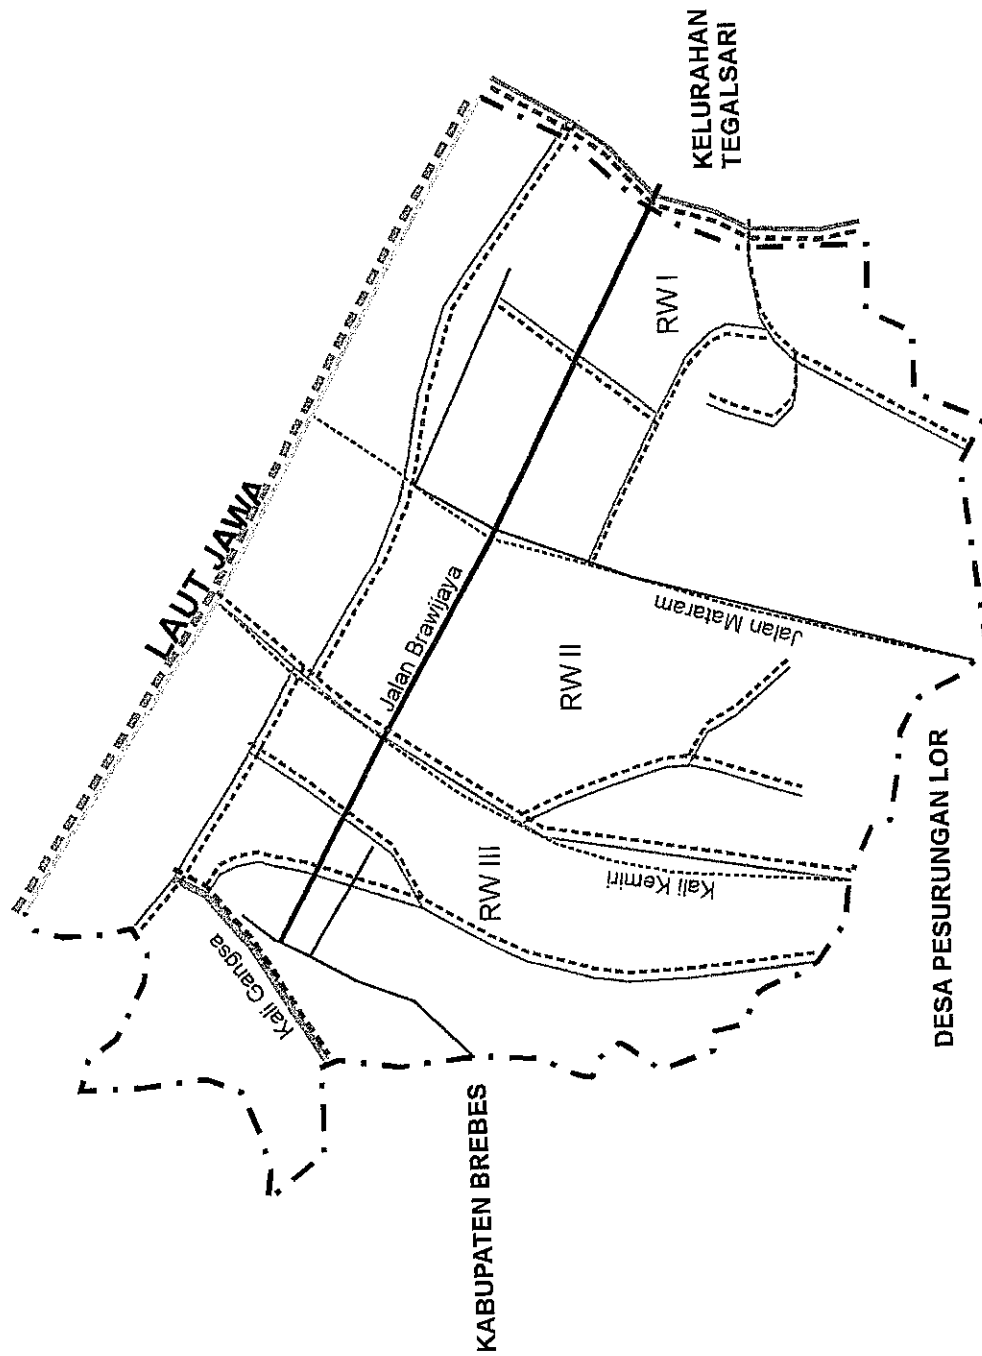 LAUT JAWA
KELURAHAN
TEGALSARI
RW I
Jalan Brawijaya
Jalan Mataram
RW II
RW III
Kali Kemiri
Kali Gangsa
DESA PESURUNGAN LOR
KABUPATEN BREBES